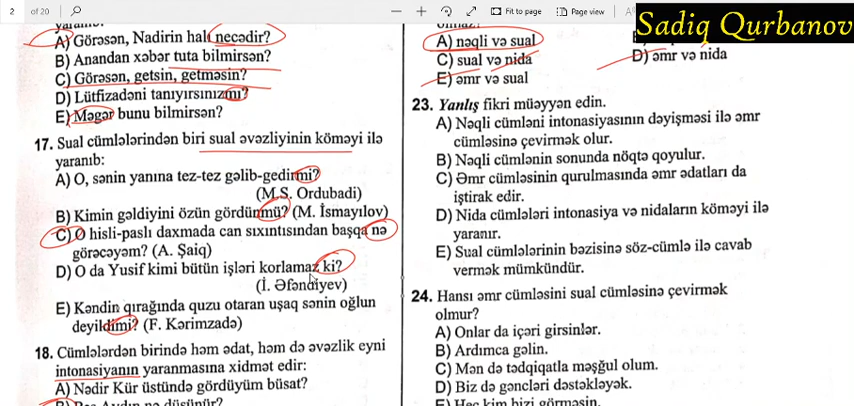 2 of 20 Fit to page Page view
Sadiq Qurbanov
A) Görəsən, Nadirin halı necədir?
B) Anandan xəbər tuta bilmirsən?
C) Görəsən, getsin, getməsin?
D) Lütfizadəni tanıyırsınızmı?
E) Məgər bunu bilmirsən?
17. Sual cümlələrindən biri sual əvəzliyinin köməyi ilə
yaranıb:
A) O, sənin yanına tez-tez gəlib-gedirmi?
(M.S. Ordubadi)
B) Kimin gəldiyini özün gördünmü? (M. İsmayılov)
C) O hisli-paslı daxmada can sıxıntısından başqa nə
görəcəyəm? (A. Şaiq)
D) O da Yusif kimi bütün işləri korlamaz ki?
(İ. Əfəndiyev)
E) Kəndin qırağında quzu otaran uşaq sənin oğlun
deyildimi? (F. Kərimzadə)
18. Cümlələrdən birində həm ədat, həm də əvəzlik eyni
intonasiyanın yaranmasına xidmət edir:
A) Nədir Kür üstündə gördüyüm büsat?
A) nəqli və sual
C) sual və nida
D) əmr və nida
E) əmr və sual
23. Yanlış fikri müəyyən edin.
A) Nəqli cümləni intonasiyasının dəyişməsi ilə əmr
cümləsinə çevirmək olur.
B) Nəqli cümlənin sonunda nöqtə qoyulur.
C) Əmr cümləsinin qurulmasında əmr ədatları da
iştirak edir.
D) Nida cümlələri intonasiya və nidaların köməyi ilə
yaranır.
E) Sual cümlələrinin bəzisinə söz-cümlə ilə cavab
vermək mümkündür.
24. Hansı əmr cümləsini sual cümləsinə çevirmək
olmur?
A) Onlar da içəri girsinlər.
B) Ardımca gəlin.
C) Mən də tədqiqatla məşğul olum.
D) Biz də gəncləri dəstəkləyək.